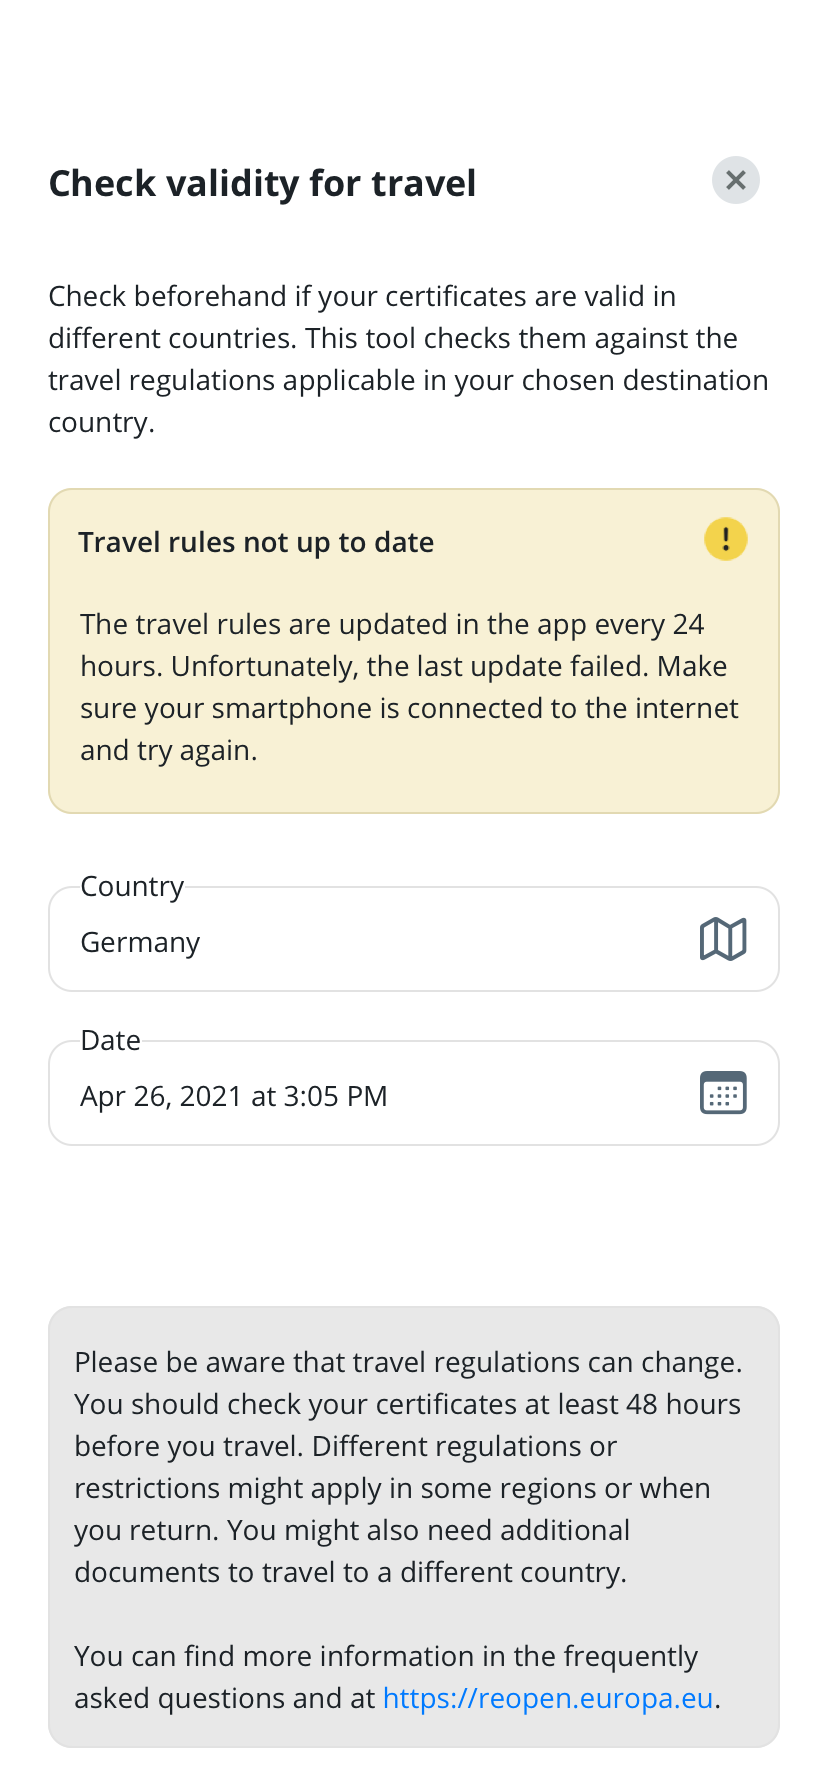 Check validity for travel
Check beforehand if your certificates are valid in
different countries. This tool checks them against the
travel regulations applicable in your chosen destination
country.
Travel rules not up to date
The travel rules are updated in the app every 24
hours. Unfortunately, the last update failed. Make
sure your smartphone is connected to the internet
and try again.
Country
Germany
Date
Apr 26, 2021 at 3:05 PM
Please be aware that travel regulations can change.
You should check your certificates at least 48 hours
before you travel. Different regulations or
restrictions might apply in some regions or when
you return. You might also need additional
documents to travel to a different country.
You can find more information in the frequently
asked questions and at https://reopen.europa.eu.